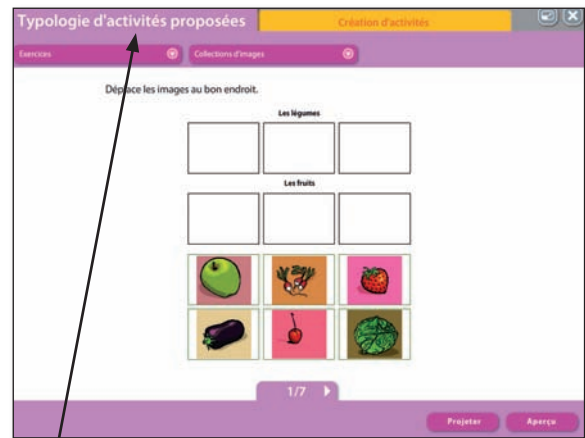 Typologie d'activités proposées
Création d'activités
Exercices
Collections d'images
Déplace les images au bon endroit.
Les légumes
Les fruits
1/7
Projeter
Aperçu